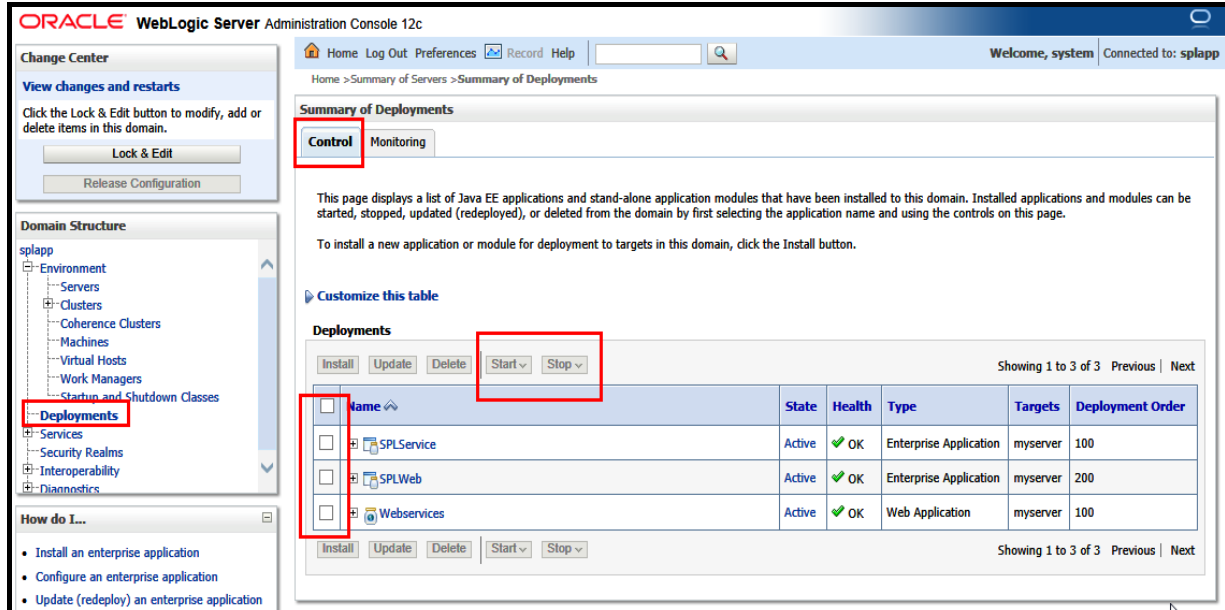 ORACLE WebLogic Server Administration Console 12c
Change Center
View changes and restarts
Click the Lock & Edit button to modify, add or
delete items in this domain.
Lock & Edit
Release Configuration
Domain Structure
splapp
Environment
Servers
Clusters
Coherence Clusters
Machines
Virtual Hosts
Work Managers
Startup and Shutdown Classes
Deployments
Services
Security Realms
Interoperability
Diagnostics
How do I...
Install an enterprise application
Configure an enterprise application
Update (redeploy) an enterprise application
Home Log Out Preferences Record Help
Welcome, system Connected to: splapp
Home >Summary of Servers >Summary of Deployments
Summary of Deployments
Control Monitoring
This page displays a list of Java EE applications and stand-alone application modules that have been installed to this domain. Installed applications and modules can be
started, stopped, updated (redeployed), or deleted from the domain by first selecting the application name and using the controls on this page.
To install a new application or module for deployment to targets in this domain, click the Install button.
Customize this table
Deployments
Install Update Delete Start Stop Showing 1 to 3 of 3 Previous | Next
Name State Health Type Targets Deployment Order
SPLService Active OK Enterprise Application myserver 100
SPLWeb Active OK Enterprise Application myserver 200
Webservices Active OK Web Application myserver 100
Install Update Delete Start Stop Showing 1 to 3 of 3 Previous | Next